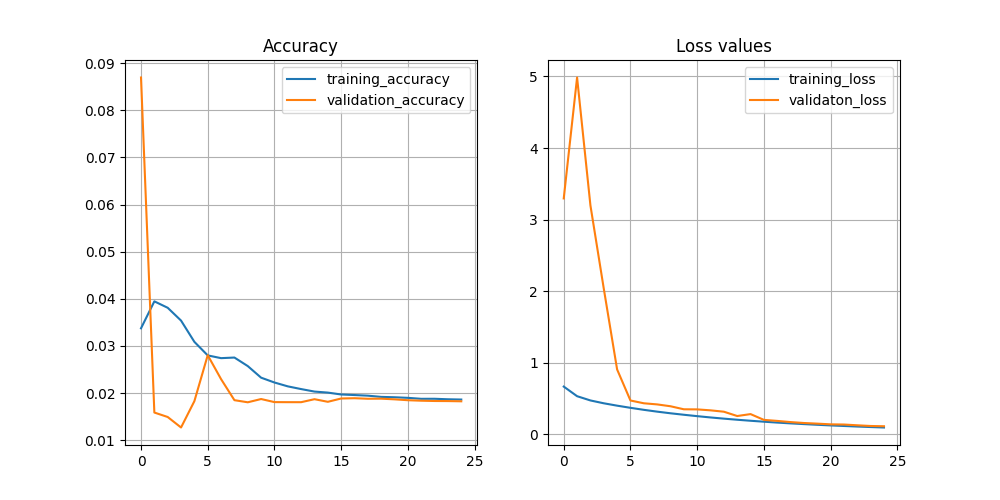 Accuracy
training_accuracy
validation_accuracy
0.09
0.08
0.07
0.06
0.05
0.04
0.03
0.02
0.01
0 5 10 15 20 25
Loss values
training_loss
validaton_loss
5
4
3
2
1
0
0 5 10 15 20 25